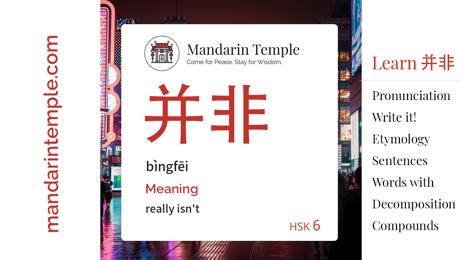 mandarintemple.com
Mandarin Temple
Come for Peace. Stay for Wisdom.
并非
bìngfēi
Meaning
really isn't
HSK 6
Learn 并非
Pronunciation
Write it!
Etymology
Sentences
Words with
Decomposition
Compounds